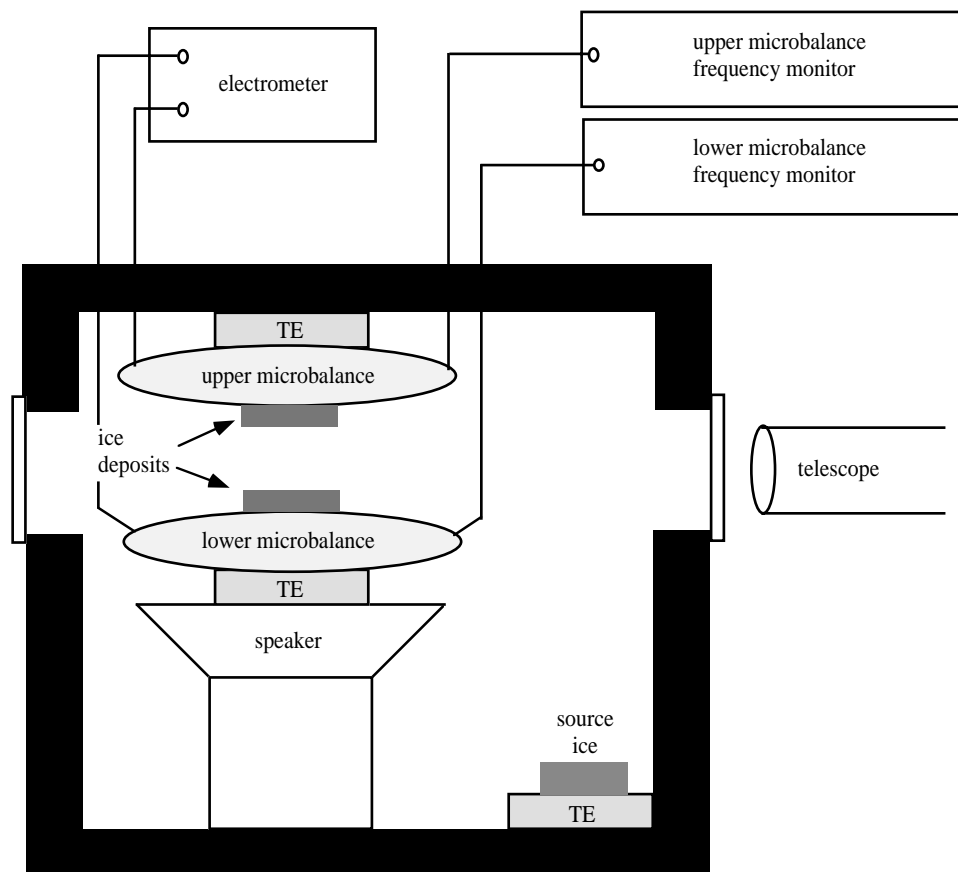 electrometer
upper microbalance
frequency monitor
lower microbalance
frequency monitor
TE
upper microbalance
ice
deposits
telescope
lower microbalance
TE
speaker
source
ice
TE